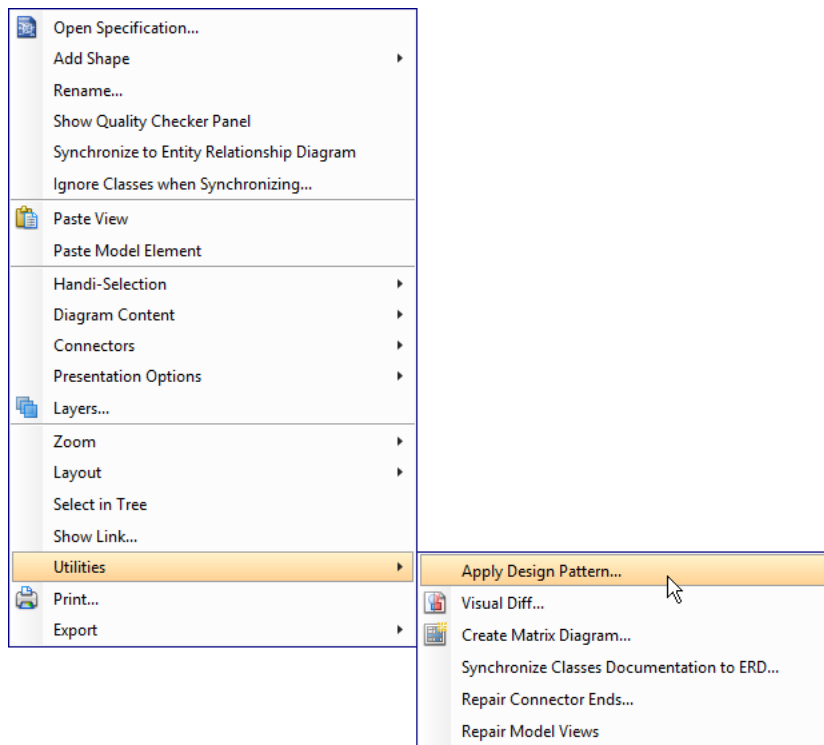 Open Specification...
Add Shape
Rename...
Show Quality Checker Panel
Synchronize to Entity Relationship Diagram
Ignore Classes when Synchronizing...
Paste View
Paste Model Element
Handi-Selection
Diagram Content
Connectors
Presentation Options
Layers...
Zoom
Layout
Select in Tree
Show Link...
Utilities
Print...
Export
Apply Design Pattern...
Visual Diff...
Create Matrix Diagram...
Synchronize Classes Documentation to ERD...
Repair Connector Ends...
Repair Model Views